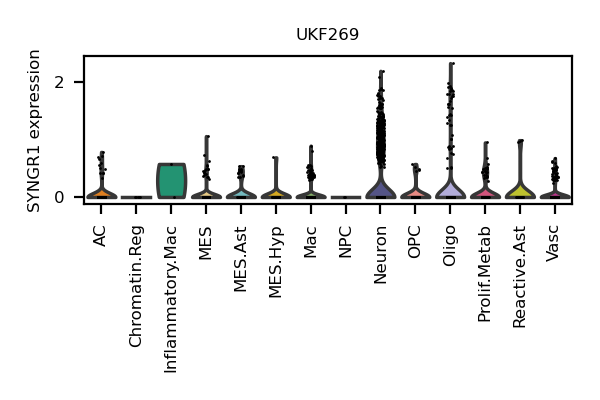 UKF269
SYNGR1 expression
2
0
AC
Chromatin.Reg
Inflammatory.Mac
MES
MES.Ast
MES.Hyp
Mac
NPC
Neuron
OPC
Oligo
Prolif.Metab
Reactive.Ast
Vasc